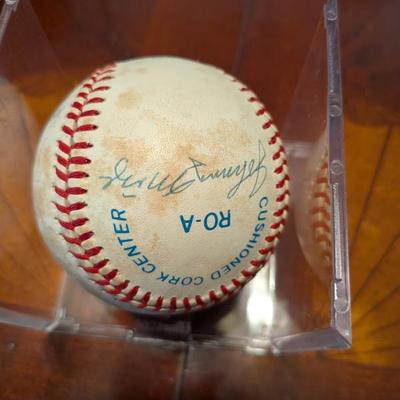 RO-A
CUSHIONED CORK CENTER